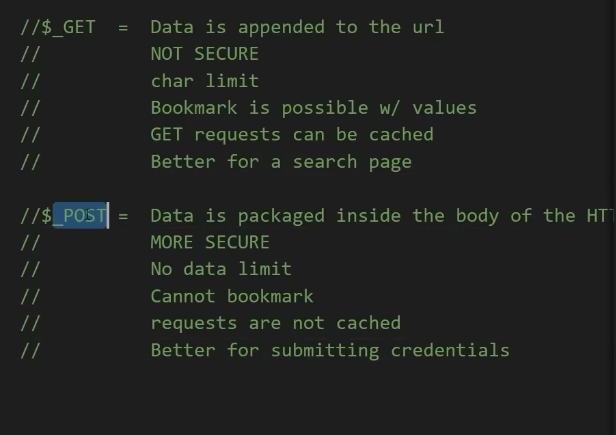 //$_GET = Data is appended to the url
// NOT SECURE
// char limit
// Bookmark is possible w/ values
// GET requests can be cached
// Better for a search page
//$_POST = Data is packaged inside the body of the
// MORE SECURE
// No data limit
// Cannot bookmark
// requests are not cached
// Better for submitting credentials